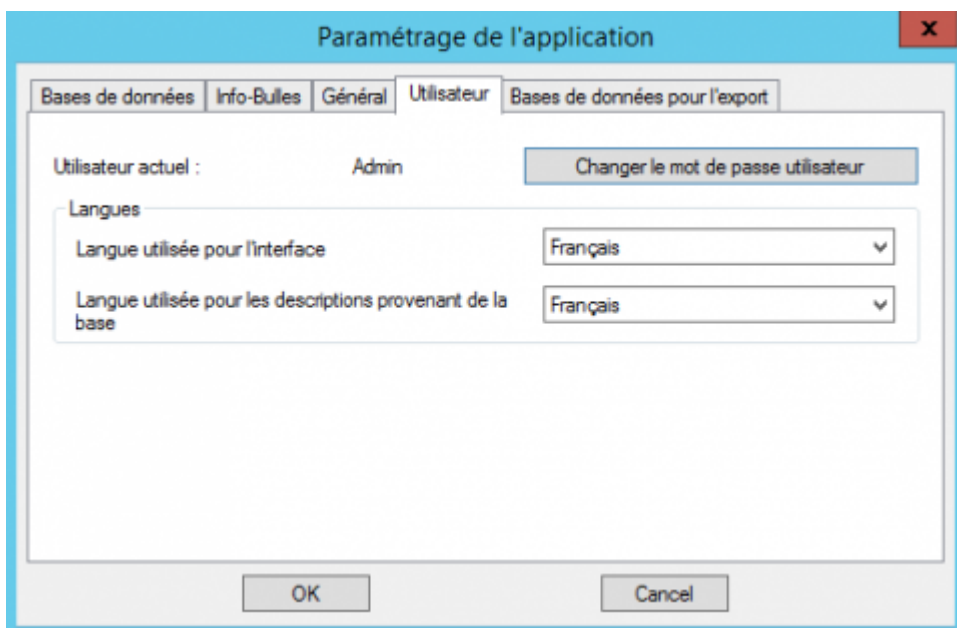 Paramétrage de l'application
x
Bases de données Info-Bulles Général Utilisateur Bases de données pour l'export
Utilisateur actuel : Admin Changer le mot de passe utilisateur
Langues
Langue utilisée pour l'interface Français
Langue utilisée pour les descriptions provenant de la
base
Français
OK Cancel